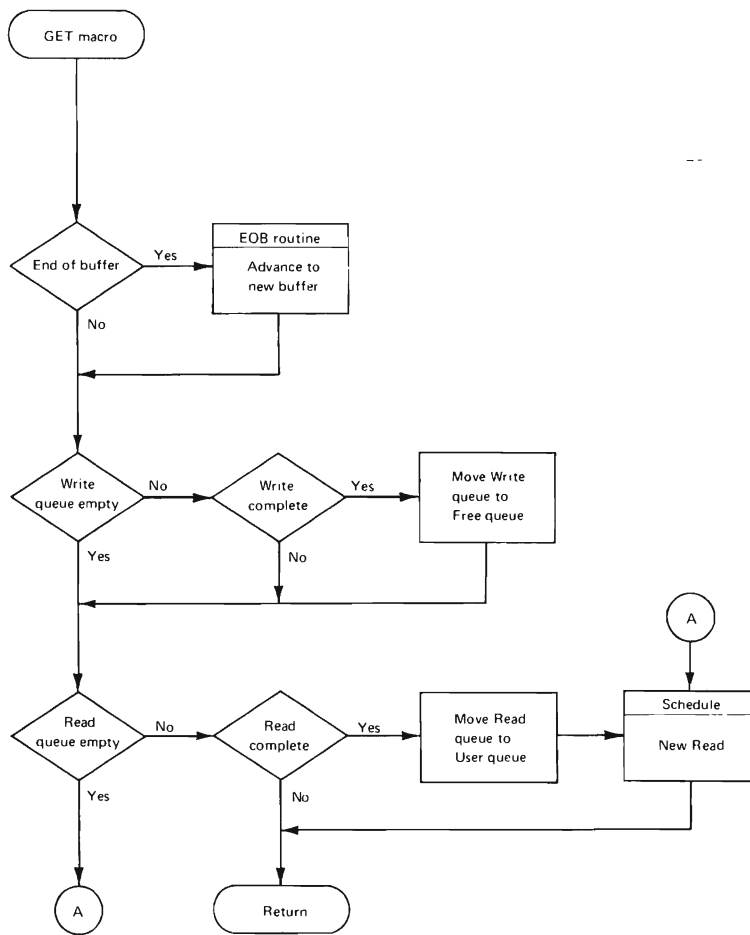 GET macro
End of buffer
Yes
No
EOB routine
Advance to
new buffer
Write
queue empty
No
Yes
Write
complete
Yes
No
Move Write
queue to
Free queue
A
Read
queue empty
No
Yes
Read
complete
Yes
No
Move Read
queue to
User queue
Schedule
New Read
A
Return